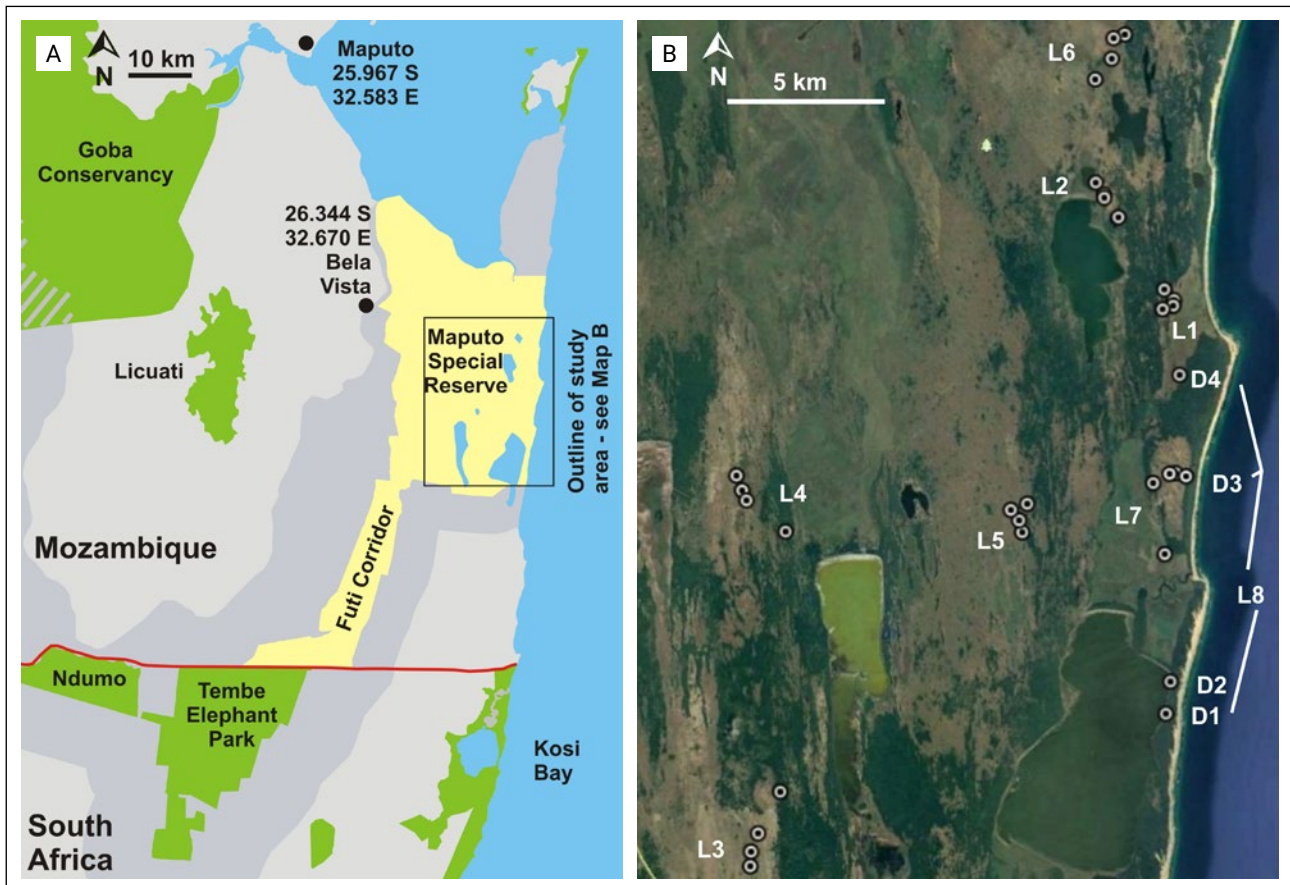 A
N
10 km
Maputo
25.967 S
32.583 E
Goba
Conservancy
26.344 S
32.670 E
Bela
Vista
Licuati
Maputo
Special
Reserve
Outline of study
area - see Map B
Mozambique
Futi Corridor
Ndumo
Tembe
Elephant
Park
Kosi
Bay
South
Africa
B
N
5 km
L6
L2
L1
D4
L4
L5
L7
D3
L8
D2
D1
L3